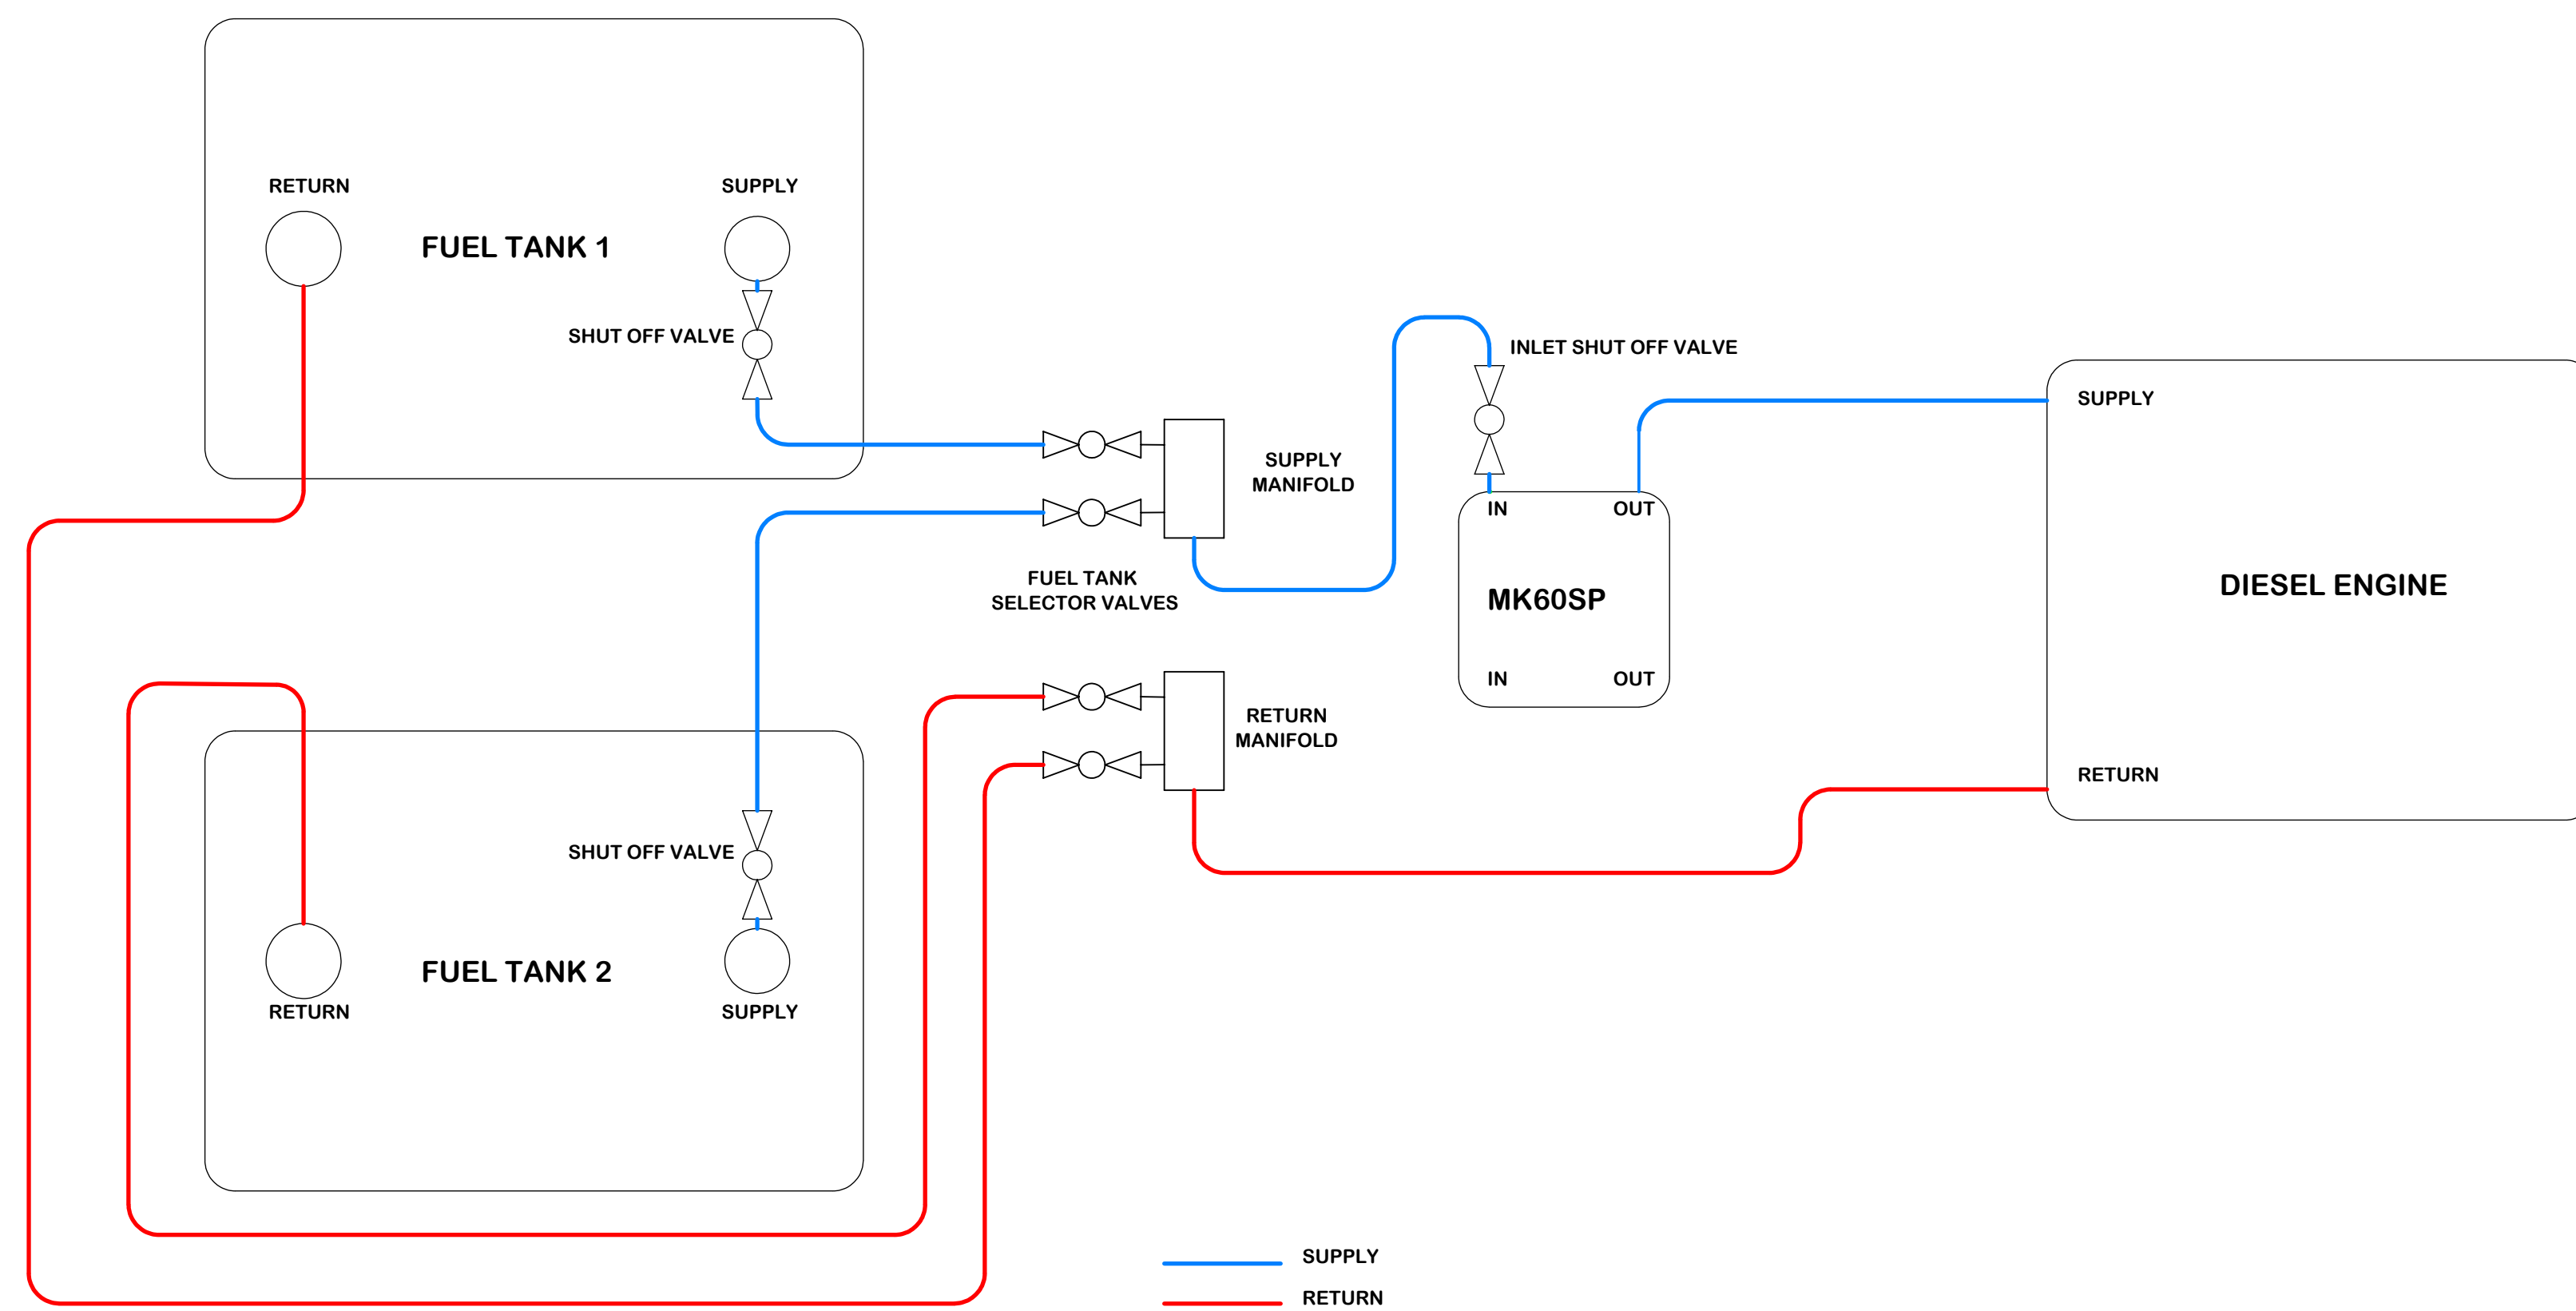 RETURN
SUPPLY
FUEL TANK 1
SHUT OFF VALVE
INLET SHUT OFF VALVE
SUPPLY
SUPPLY
MANIFOLD
IN
OUT
FUEL TANK
SELECTOR VALVES
MK60SP
DIESEL ENGINE
IN
OUT
RETURN
MANIFOLD
RETURN
SHUT OFF VALVE
FUEL TANK 2
RETURN
SUPPLY
SUPPLY
RETURN